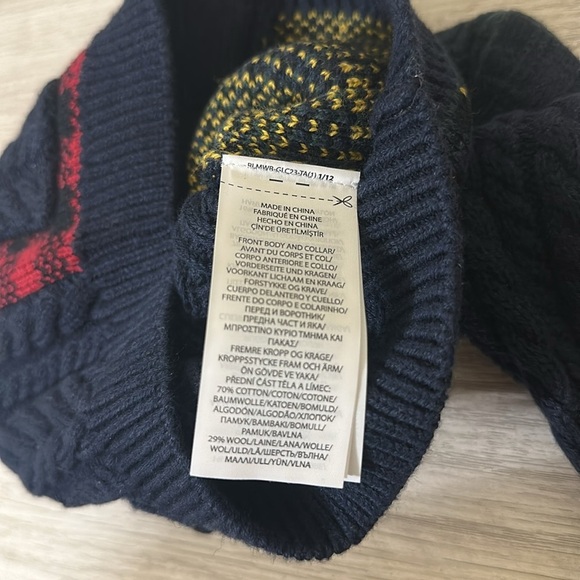 RLMWB-GLC23-TA(J) 1/12
MADE IN CHINA
FABRIQUÉ EN CHINE
HECHO EN CHINA
ÇİN'DE ÜRETİLMİŞTİR
FRONT BODY AND COLLAR/
AVANT DU CORPS ET COL/
CORPO ANTERIORE E COLLO/
VORDERSEITE UND KRAGEN/
VOORKANT LICHAAM EN KRAAG/
FORSTYKKE OG KRAVE/
CUERPO DELANTERO Y CUELLO/
FRENTE DO CORPO E COLARINHO/
ПЕРЕД И ВОРОТНИК/
ПРЕДНА ЧАСТ И ЯКА/
ΜΠΡΟΣΤΙΝΟ ΚΥΡΙΟ ΤΜΗΜΑ ΚΑΙ
ΓΙΑΚΑΣ/
FREMRE KROPP OG KRAGE/
KROPPSSTYCKE FRAM OCH ÄRM/
ÖN GÖVDE VE YAKA/
PŘEDNÍ ČÁST TĚLA A LÍMEC:
70% COTTON/COTON/COTONE/
BAUMWOLLE/KATOEN/BOMULD/
ALGODÓN/ALGODÃO/ХЛОПОК/
ПАМУК/ΒΑΜΒΑΚΙ/BOMULL/
PAMUK/BAVLNA
29% WOOL/LAINE/LANA/WOLLE/
WOL/ULD/LÃ/ШЕРСТЬ/ВЪЛНА/
ΜΑΛΛΙ/ULL/YÜN/VLNA